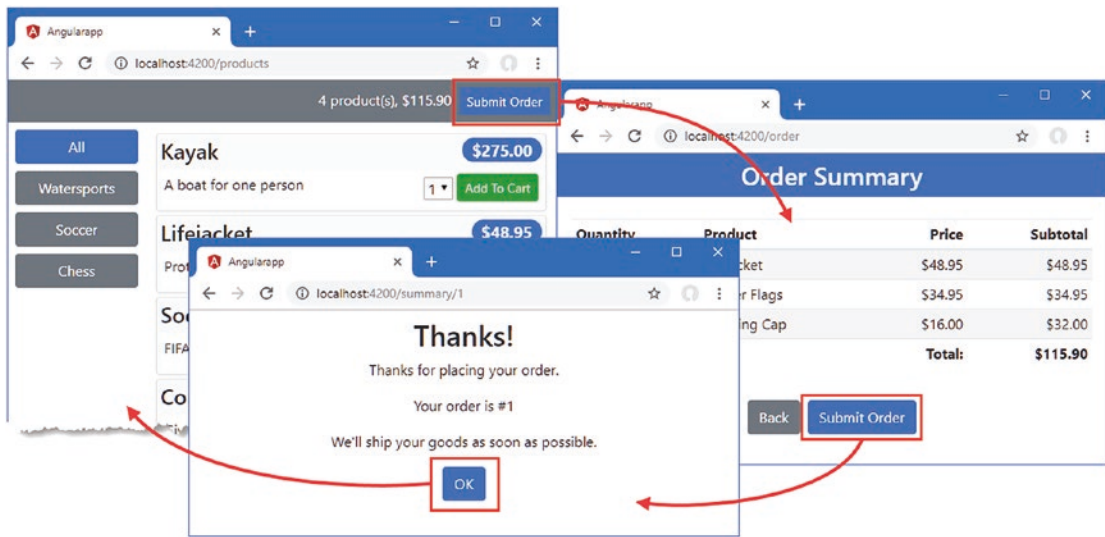 Angularapp
localhost:4200/products
4 product(s), $115.90 Submit Order
All
Watersports
Soccer
Chess
Kayak $275.00
A boat for one person 1 Add To Cart
Lifejacket $48.95
Angularapp
localhost:4200/order
Order Summary
Quantity Product Price Subtotal
$48.95 $48.95
Flags $34.95 $34.95
Cap $16.00 $32.00
Total: $115.90
Back Submit Order
Angularapp
localhost:4200/summary/1
Thanks!
Thanks for placing your order.
Your order is #1
We'll ship your goods as soon as possible.
OK